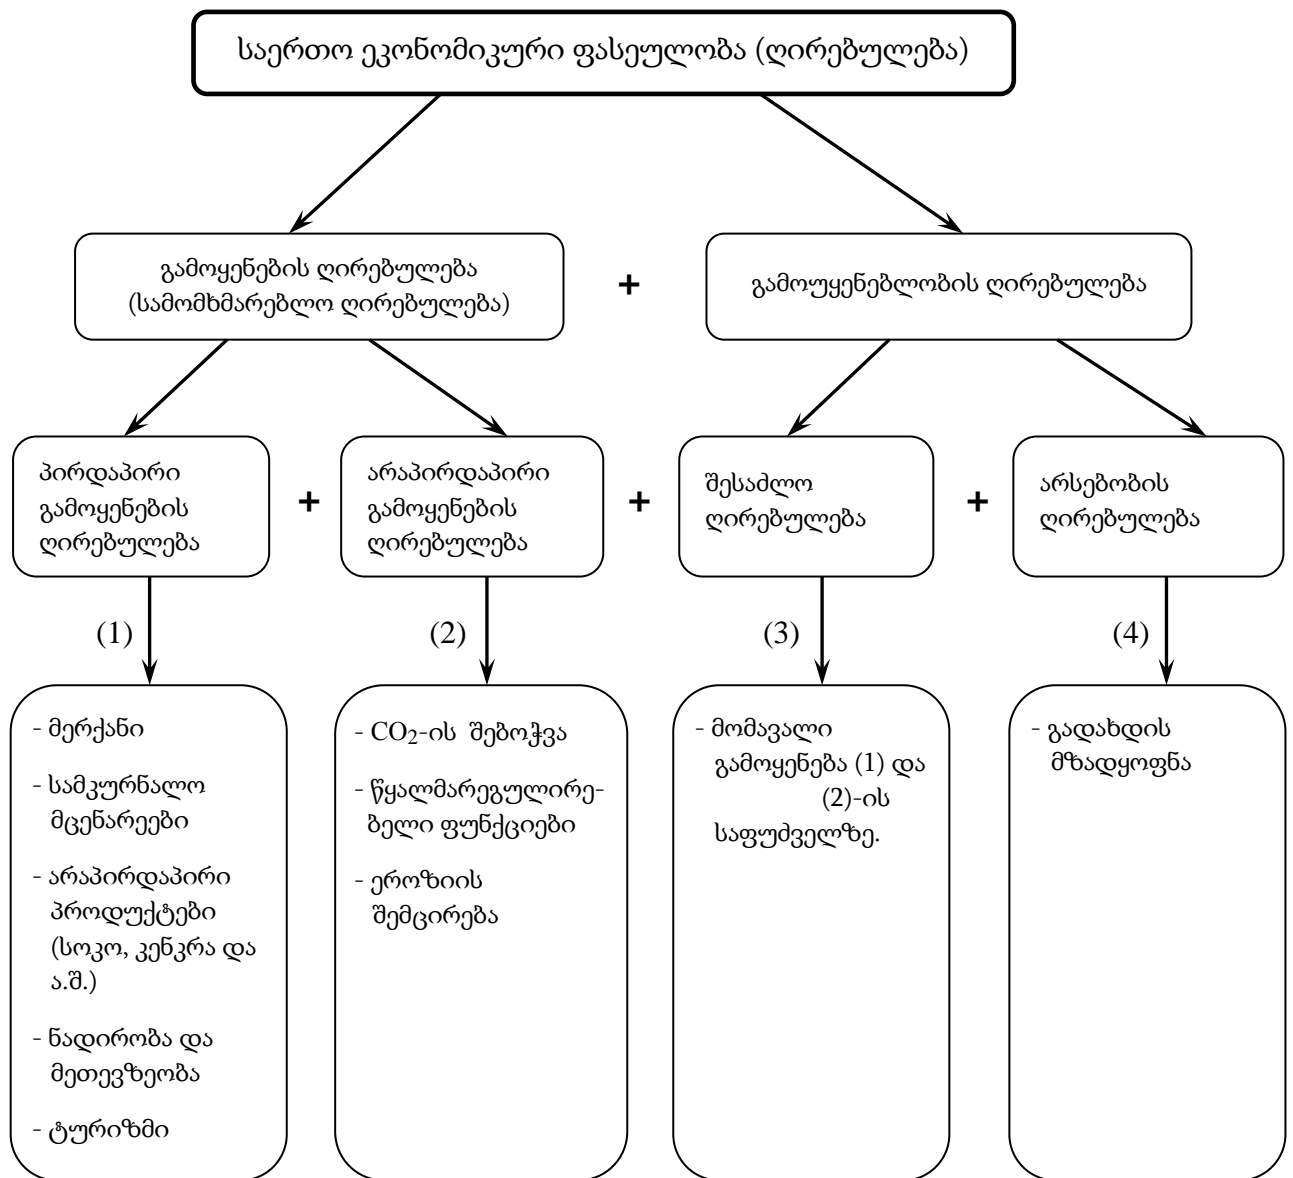 საერთო ეკონომიკური ფასეულობა (ღირებულება)
გამოყენების ღირებულება
(სამომხმარებლო ღირებულება)
+
გამოუყენებლობის ღირებულება
პირდაპირი
გამოყენების
ღირებულება
+
არაპირდაპირი
გამოყენების
ღირებულება
+
შესაძლო
ღირებულება
+
არსებობის
ღირებულება
(1)
(2)
(3)
(4)
- მერქანი
- სამკურნალო
მცენარეები
- არაპირდაპირი
პროდუქტები
(სოკო, კენკრა და
ა.შ.)
- ნადირობა და
მეთევზეობა
- ტურიზმი
- CO₂-ის შებოჭვა
- წყალმარეგულირე-
ბელი ფუნქციები
- ეროზიის
შემცირება
- მომავალი
გამოყენება (1) და
(2)-ის
საფუძველზე.
- გადახდის
მზადყოფნა